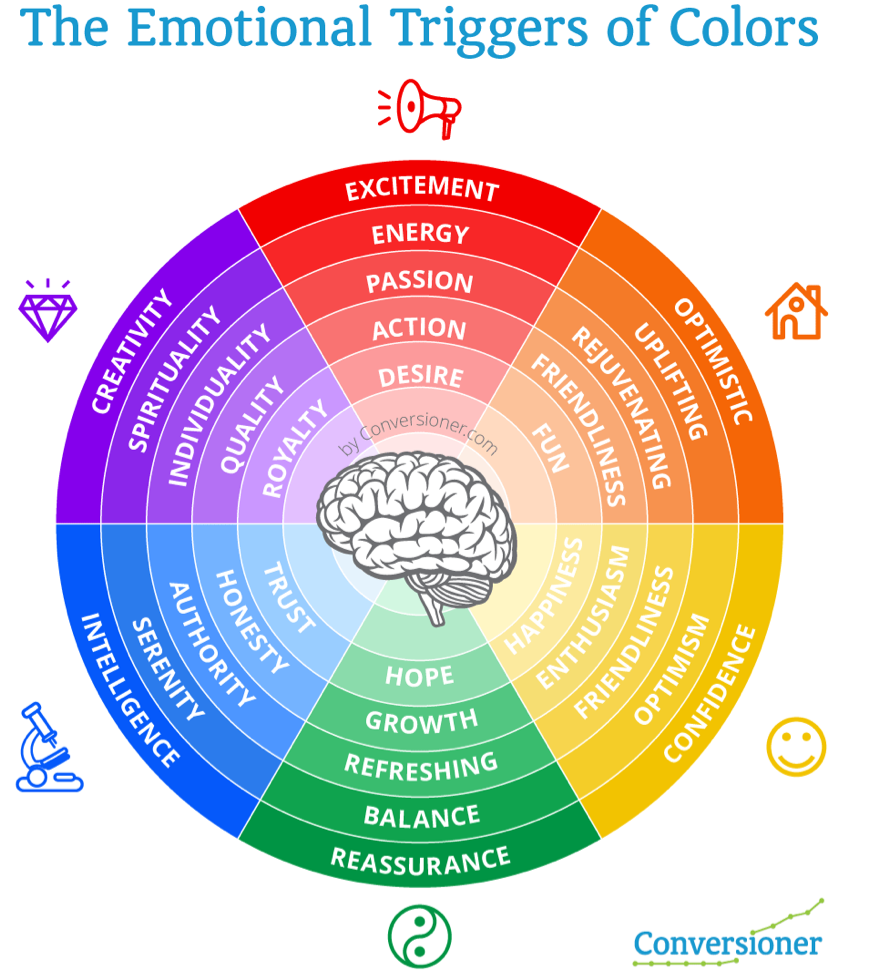 The Emotional Triggers of Colors
EXCITEMENT
ENERGY
PASSION
ACTION
DESIRE
OPTIMISTIC
UPLIFTING
REJUVENATING
FRIENDLINESS
FUN
CONFIDENCE
OPTIMISM
FRIENDLINESS
ENTHUSIASM
HAPPINESS
HOPE
GROWTH
REFRESHING
BALANCE
REASSURANCE
INTELLIGENCE
SERENITY
AUTHORITY
HONESTY
TRUST
CREATIVITY
SPIRITUALITY
INDIVIDUALITY
QUALITY
ROYALTY
by Conversioner.com
Conversioner